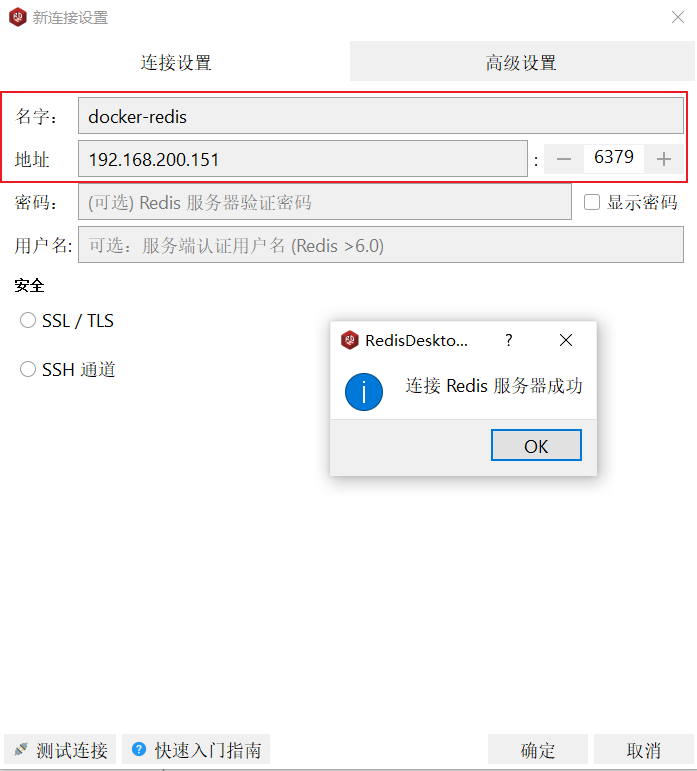 新连接设置
连接设置 高级设置
名字： docker-redis
地址 192.168.200.151 : 6379
密码： (可选) Redis 服务器验证密码 显示密码
用户名: 可选：服务端认证用户名 (Redis >6.0)
安全
SSL / TLS
SSH 通道
RedisDeskto... ?
连接 Redis 服务器成功
OK
测试连接 快速入门指南 确定 取消